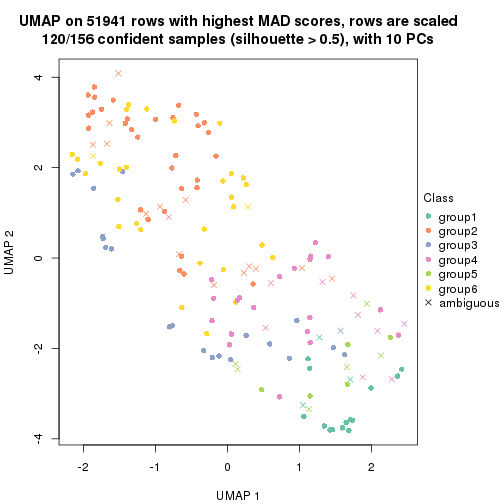 UMAP on 51941 rows with highest MAD scores, rows are scaled
120/156 confident samples (silhouette > 0.5), with 10 PCs
4
2
0
-2
-4
UMAP 2
-2
-1
0
1
2
UMAP 1
Class
group1
group2
group3
group4
group5
group6
ambiguous